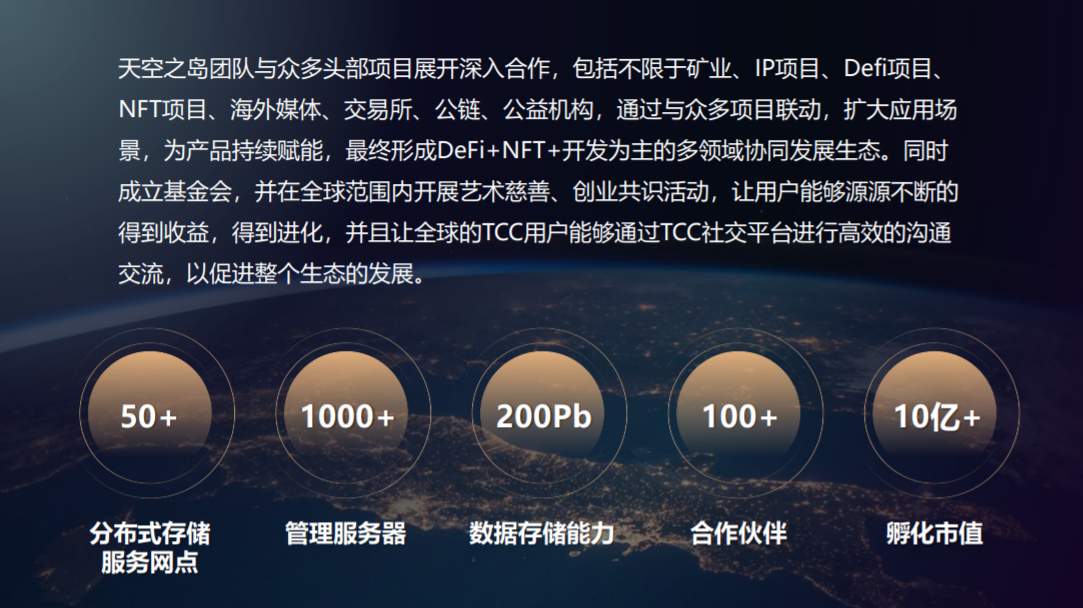 天空之岛团队与众多头部项目展开深入合作，包括不限于矿业、IP项目、Defi项目、
NFT项目、海外媒体、交易所、公链、公益机构，通过与众多项目联动，扩大应用场
景，为产品持续赋能，最终形成DeFi+NFT+开发为主的多领域协同发展生态。同时
成立基金会，并在全球范围内开展艺术慈善、创业共识活动，让用户能够源源不断的
得到收益，得到进化，并且让全球的TCC用户能够通过TCC社交平台进行高效的沟通
交流，以促进整个生态的发展。
50+
1000+
200Pb
100+
10亿+
分布式存储
服务网点
管理服务器
数据存储能力
合作伙伴
孵化市值